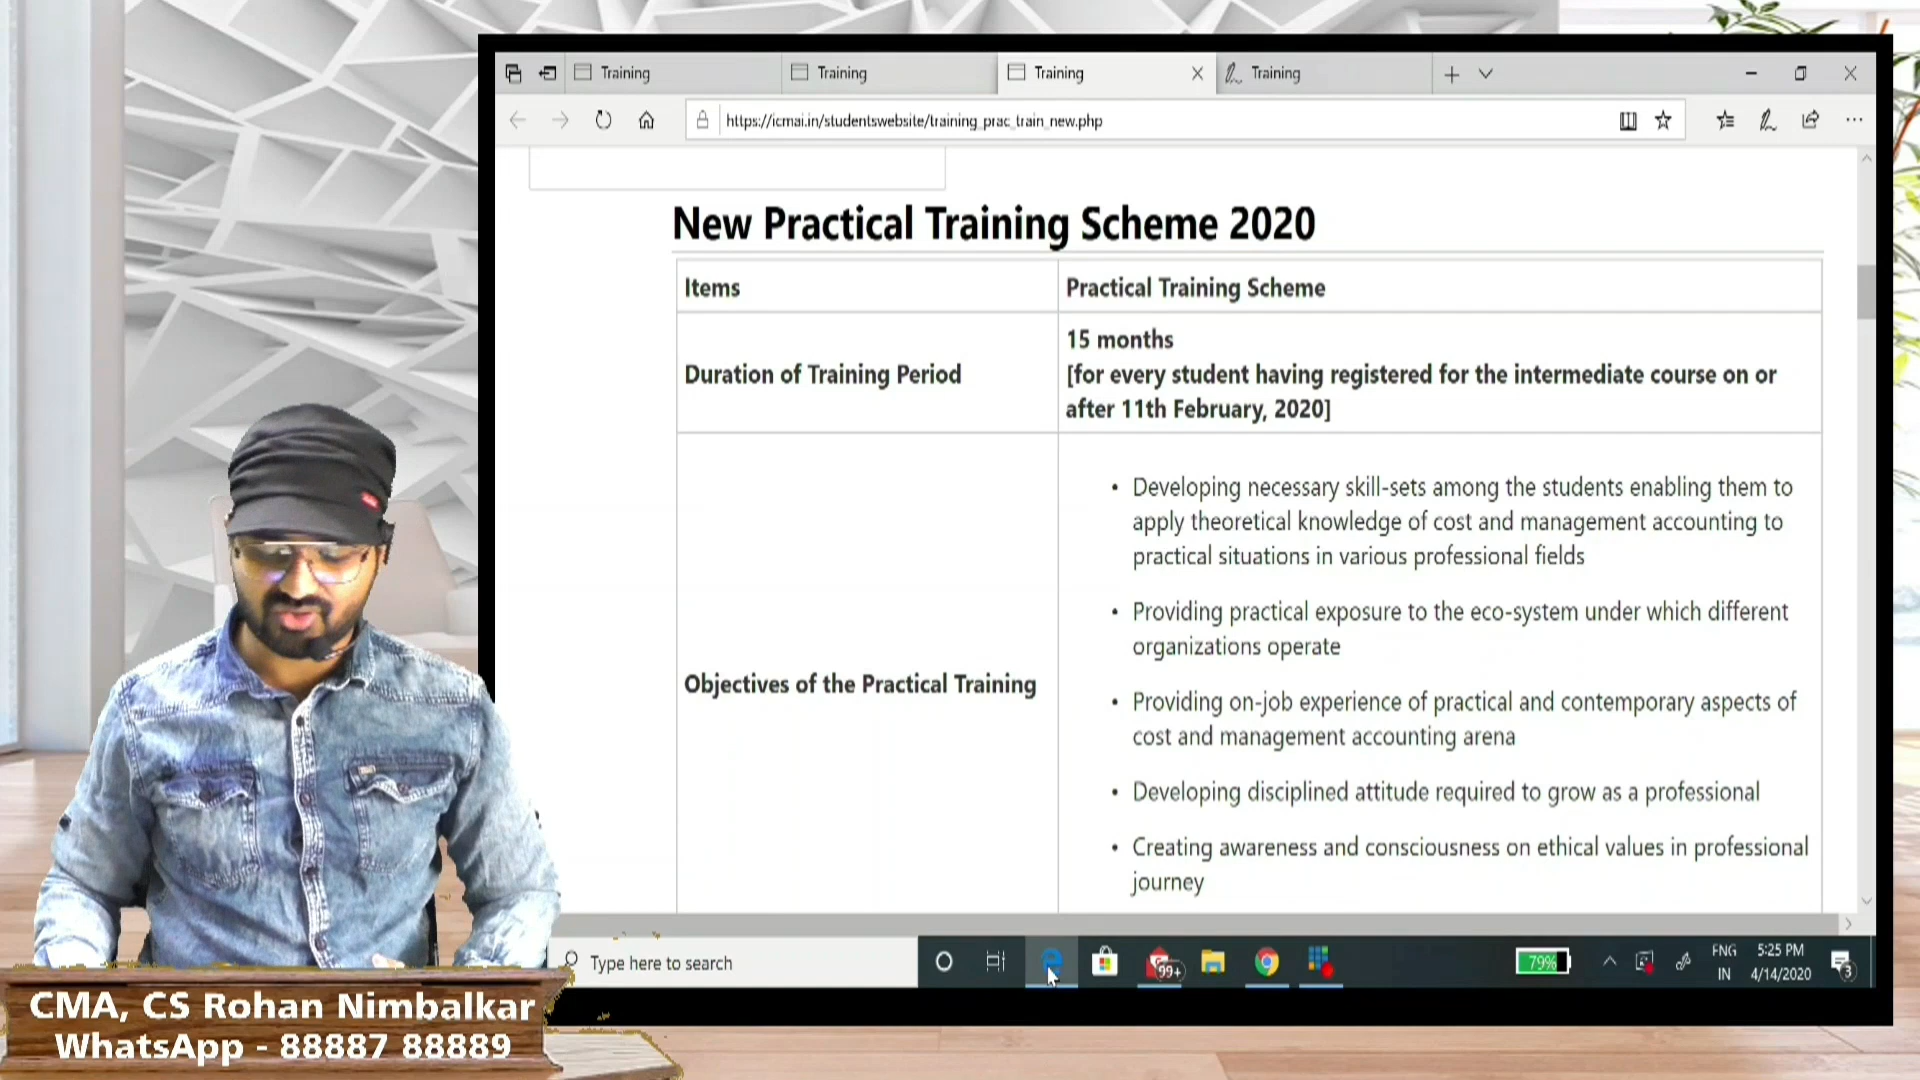 Training
Training
Training
Training
https://icmai.in/studentswebsite/training_prac_train_new.php
New Practical Training Scheme 2020
Items
Practical Training Scheme
Duration of Training Period
15 months
[for every student having registered for the intermediate course on or
after 11th February, 2020]
Objectives of the Practical Training
• Developing necessary skill-sets among the students enabling them to
apply theoretical knowledge of cost and management accounting to
practical situations in various professional fields
• Providing practical exposure to the eco-system under which different
organizations operate
• Providing on-job experience of practical and contemporary aspects of
cost and management accounting arena
• Developing disciplined attitude required to grow as a professional
• Creating awareness and consciousness on ethical values in professional
journey
Type here to search
99+
79%
ENG
IN
5:25 PM
4/14/2020
3
CMA, CS Rohan Nimbalkar
WhatsApp - 88887 88889